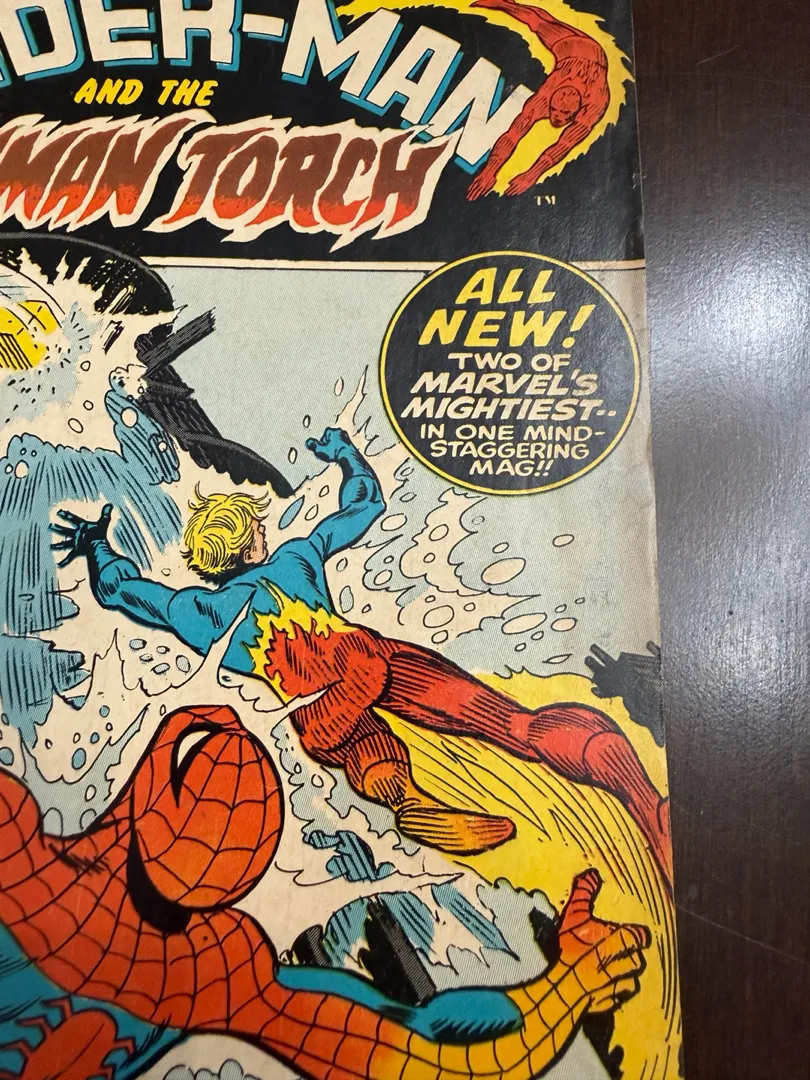 DER-MAN
AND THE
MAN TORCH
TM
ALL
NEW!
TWO OF
MARVEL'S
MIGHTIEST..
IN ONE MIND-
STAGGERING
MAG!!